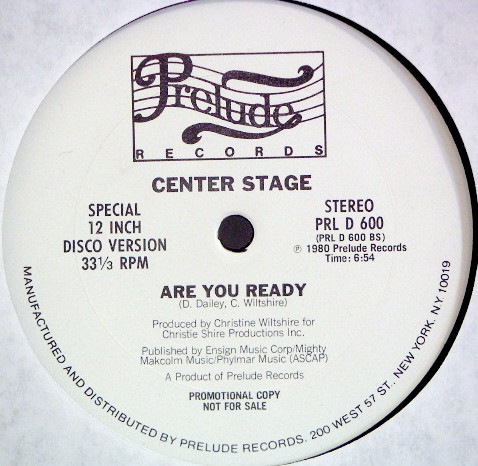 Prelude
RECORDS
CENTER STAGE
SPECIAL
12 INCH
DISCO VERSION
33⅓ RPM
STEREO
PRL D 600
(PRL D 600 BS)
℗ 1980 Prelude Records
Time: 6:54
ARE YOU READY
(D. Dailey, C. Wiltshire)
Produced by Christine Wiltshire for
Christie Shire Productions Inc.
Published by Ensign Music Corp/Mighty
Makcolm Music/Phylmar Music (ASCAP)
A Product of Prelude Records
PROMOTIONAL COPY
NOT FOR SALE
MANUFACTURED AND DISTRIBUTED BY PRELUDE RECORDS, 200 WEST 57 ST., NEW YORK, NY 10019